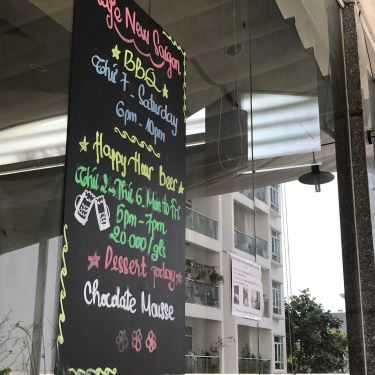 Cafe New Saigon
BBQ
Thứ 7 - Saturday
6pm - 10pm
Happy Hour beer
Thứ 2 - Thứ 6 Mon to Fri
5pm - 7pm
20.000/gls
Dessert today
Chocolate Mousse